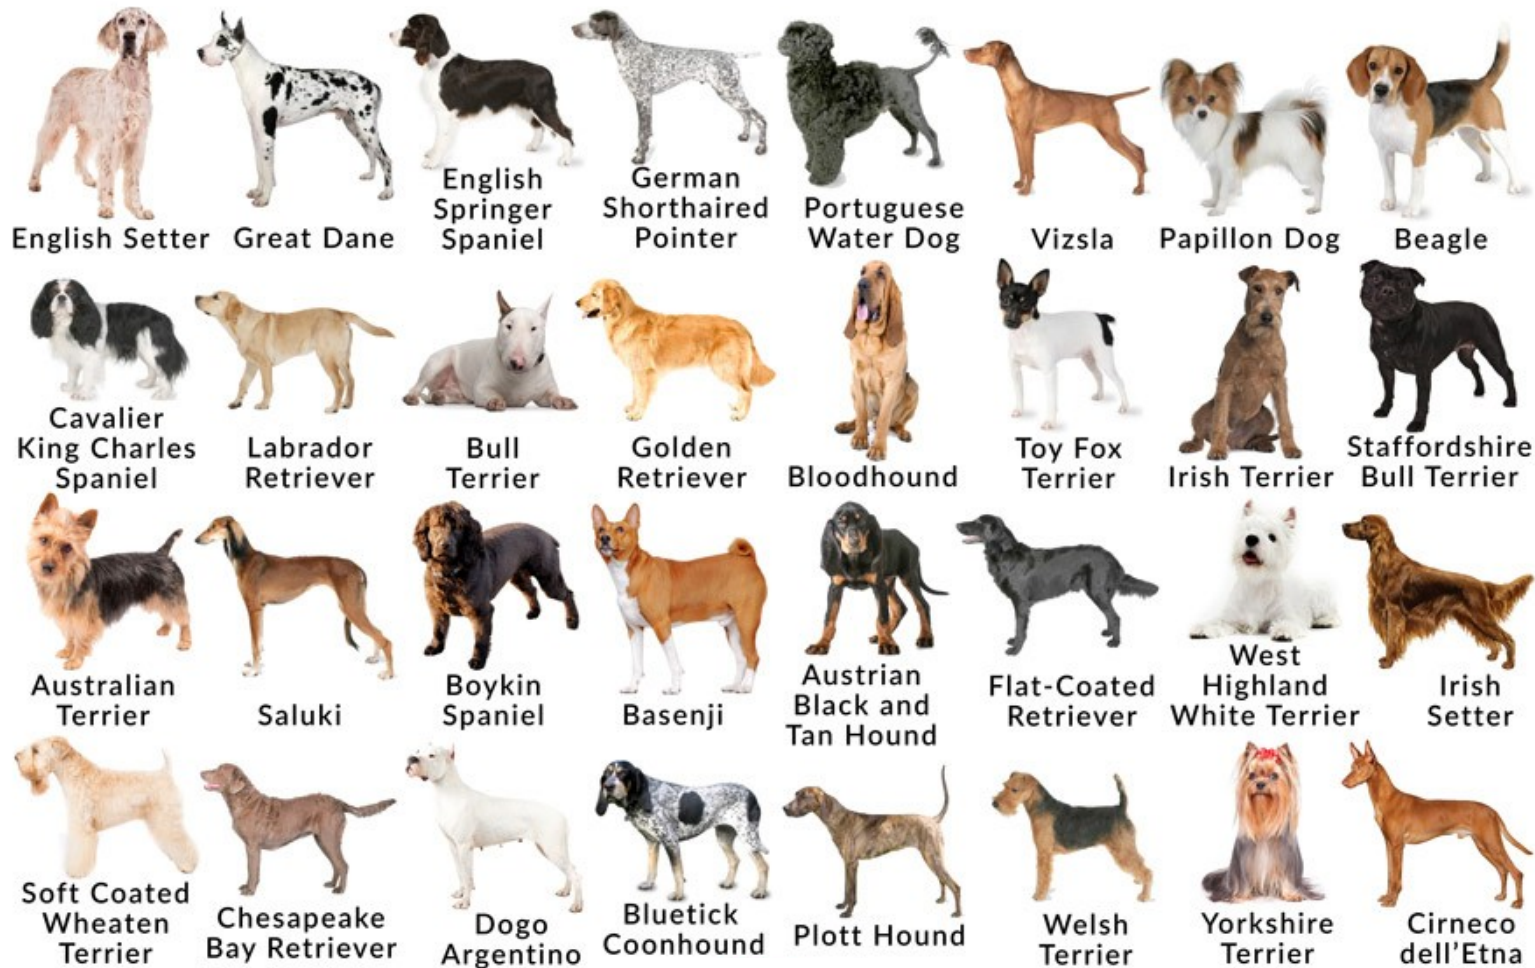 English Setter
Great Dane
English
Springer
Spaniel
German
Shorthaired
Pointer
Portuguese
Water Dog
Vizsla
Papillon Dog
Beagle
Cavalier
King Charles
Spaniel
Labrador
Retriever
Bull
Terrier
Golden
Retriever
Bloodhound
Toy Fox
Terrier
Irish Terrier
Staffordshire
Bull Terrier
Australian
Terrier
Saluki
Boykin
Spaniel
Basenji
Austrian
Black and
Tan Hound
Flat-Coated
Retriever
West
Highland
White Terrier
Irish
Setter
Soft Coated
Wheaten
Terrier
Chesapeake
Bay Retriever
Dogo
Argentino
Bluetick
Coonhound
Plott Hound
Welsh
Terrier
Yorkshire
Terrier
Cirneco
dell'Etna